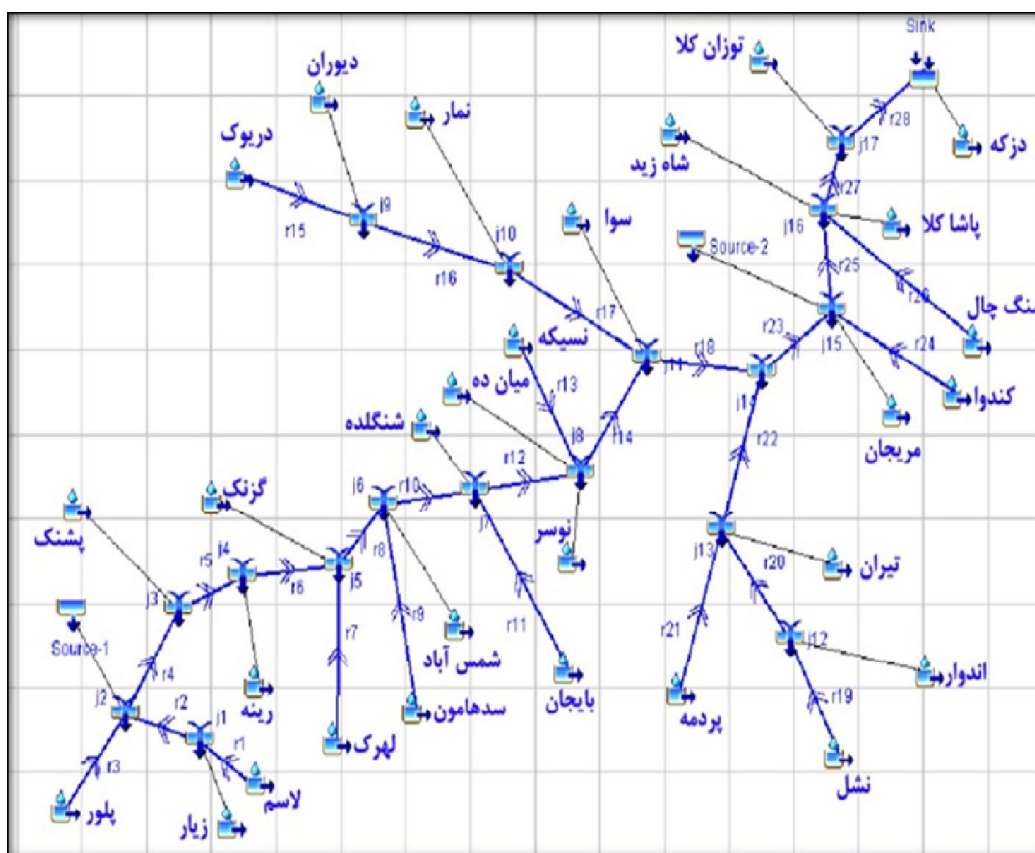 Sink
توزان کلا
دیوران
نمار
r28
j17
دزکه
دریوک
شاه زید
r27
پاشا کلا
j9
سوا
j16
r15
j10
Source-2
r25
r16
r26
سنگ چال
r17
نسیکه
r23
r24
j15
r18
j11
میان ده
r13
کندوا
شنگلده
j14
مریجان
r14
j8
r22
r12
j6
r10
گزنک
پشنک
j7
r8
نوسر
j13
j4
r5
r20
تیران
j5
r6
j3
r9
r11
r7
r21
j12
Source-1
شمس آباد
r4
اندوار
رینه
بایجان
j2
r2
سدهامون
پردمه
r19
j1
لهرک
r1
r3
نشل
لاسم
پلور
زیار